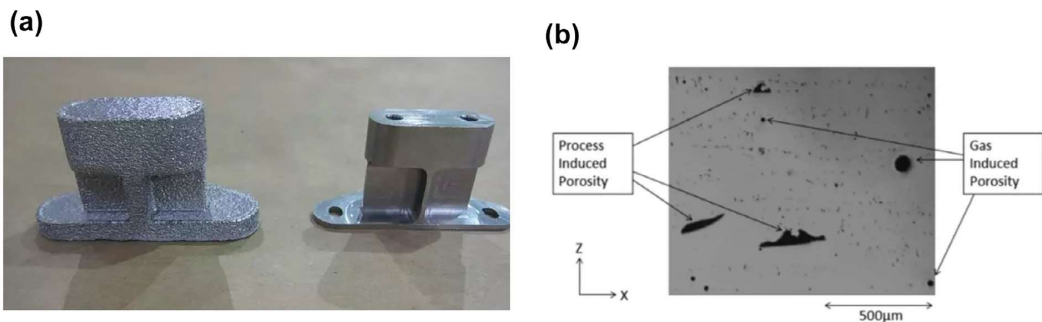 (a)
(b)
Process
Induced
Porosity
Gas
Induced
Porosity
Z
X
500µm